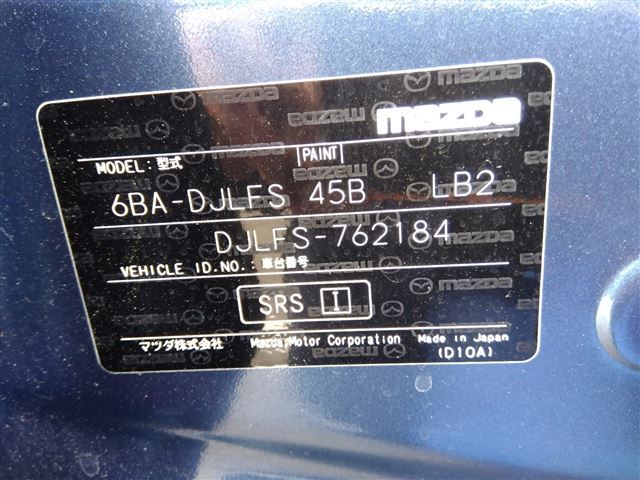 mazda
MODEL: 型式 PAINT
6BA-DJLFS 45B LB2
DJLFS-762184
VEHICLE ID.NO.: 車台番号
SRS I
マツダ株式会社 Mazda Motor Corporation Made in Japan
(D10A)